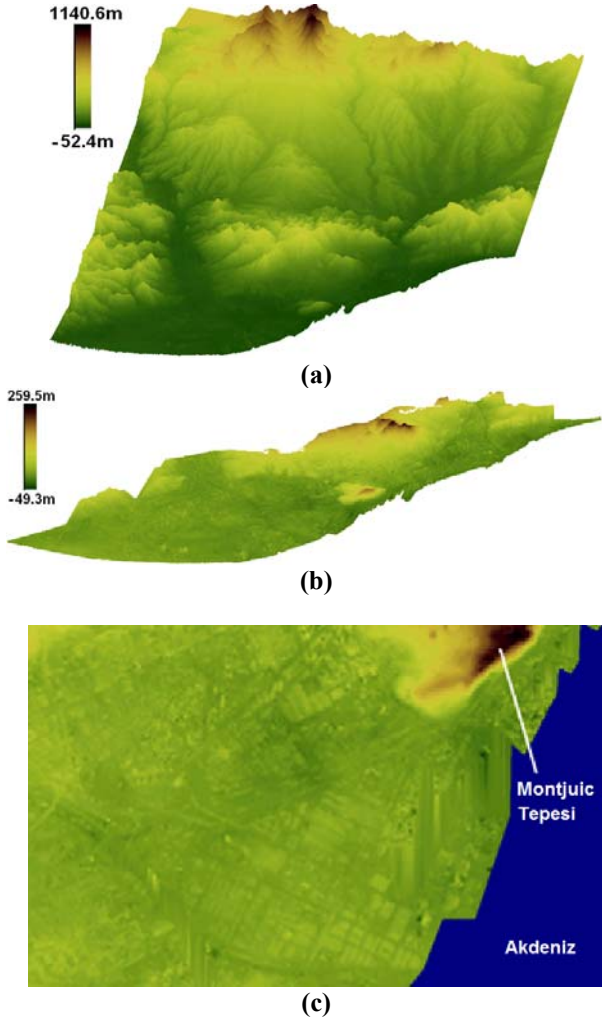 1140.6m
-52.4m
(a)
259.5m
-49.3m
(b)
Montjuic
Tepesi
Akdeniz
(c)